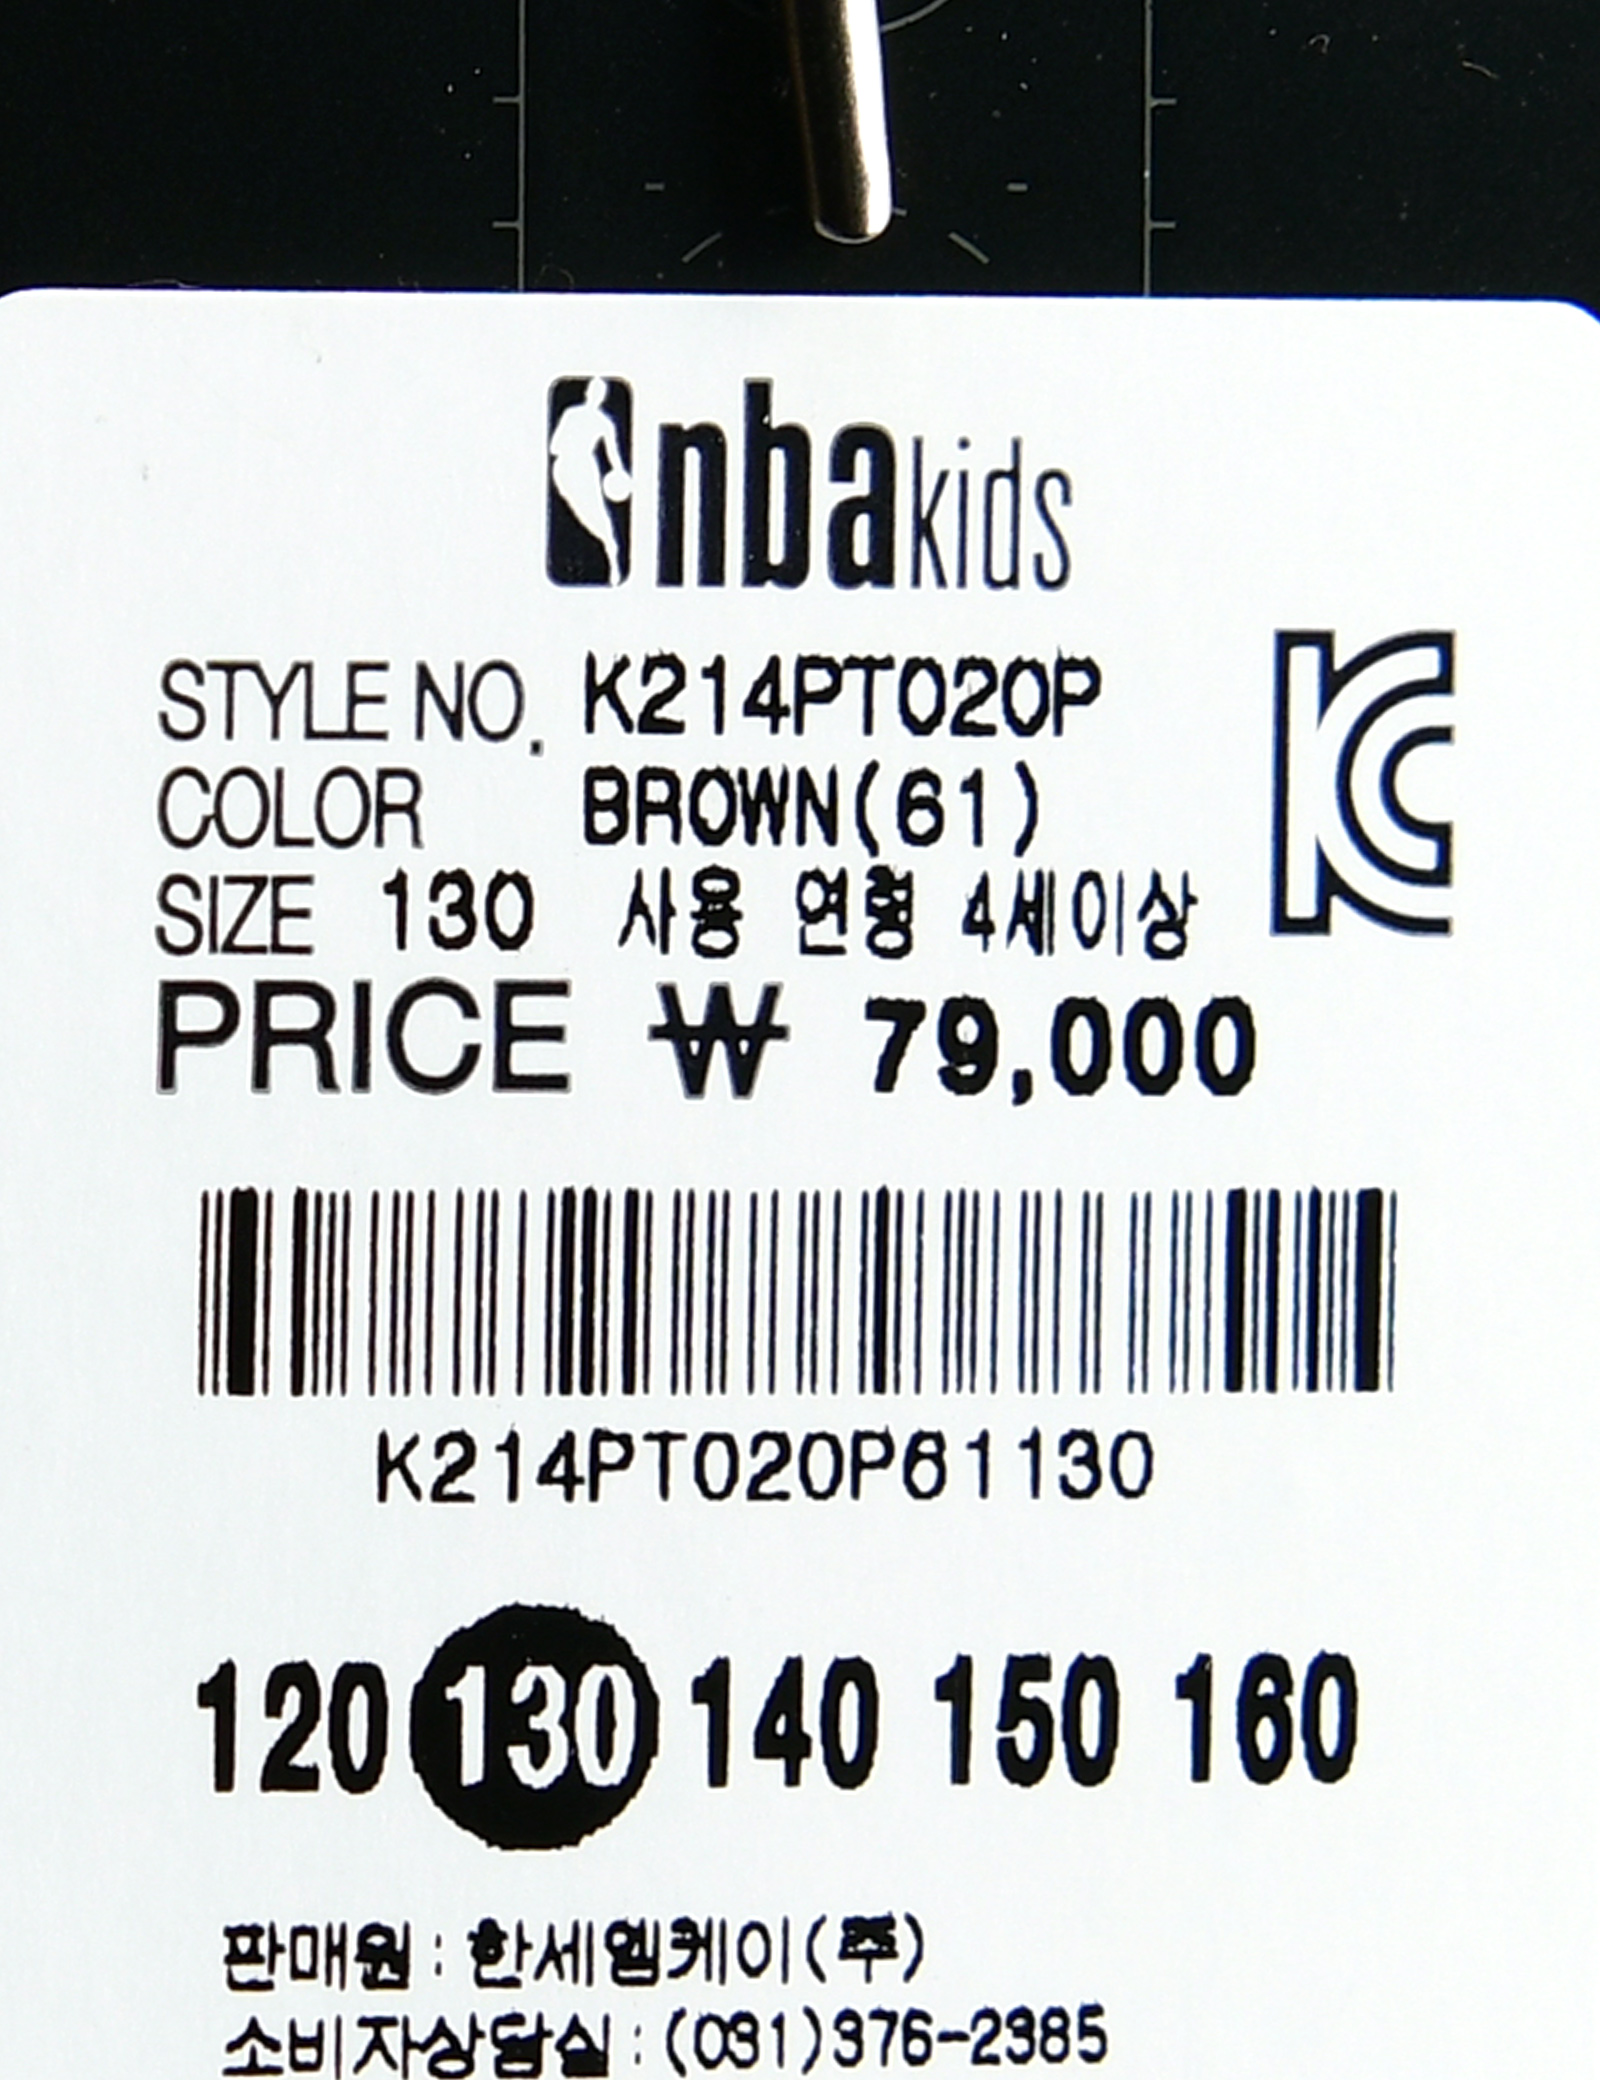 nbakids
STYLE NO. K214PT020P
COLOR BROWN(61)
SIZE 130 사용 연령 4세이상
PRICE ₩ 79,000
K214PT020P61130
120 130 140 150 160
판매원 : 한세엠케이(주)
소비자상담실 : (031)376-2385